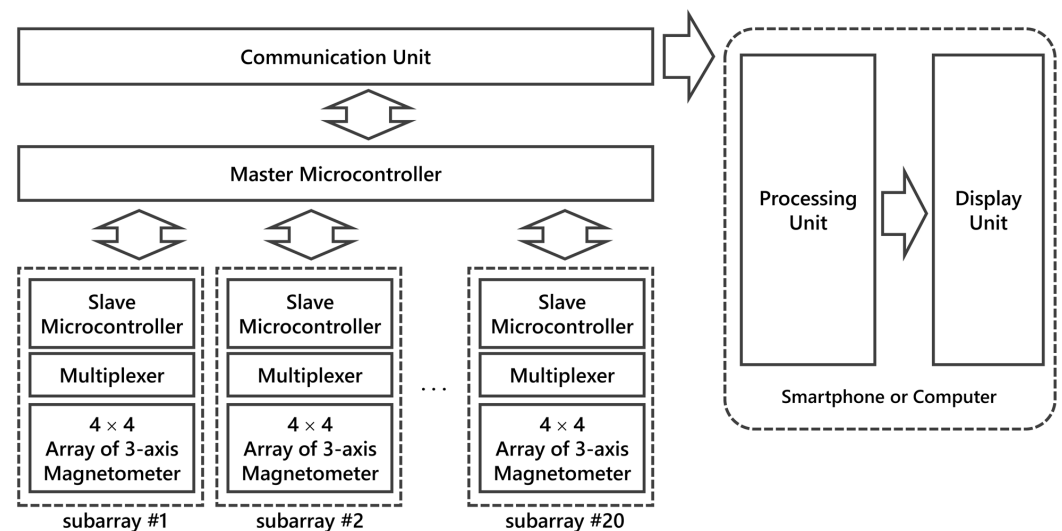 Communication Unit
Master Microcontroller
Slave
Microcontroller
Multiplexer
4 × 4
Array of 3-axis
Magnetometer
subarray #1
Slave
Microcontroller
Multiplexer
4 × 4
Array of 3-axis
Magnetometer
subarray #2
...
Slave
Microcontroller
Multiplexer
4 × 4
Array of 3-axis
Magnetometer
subarray #20
Processing
Unit
Display
Unit
Smartphone or Computer